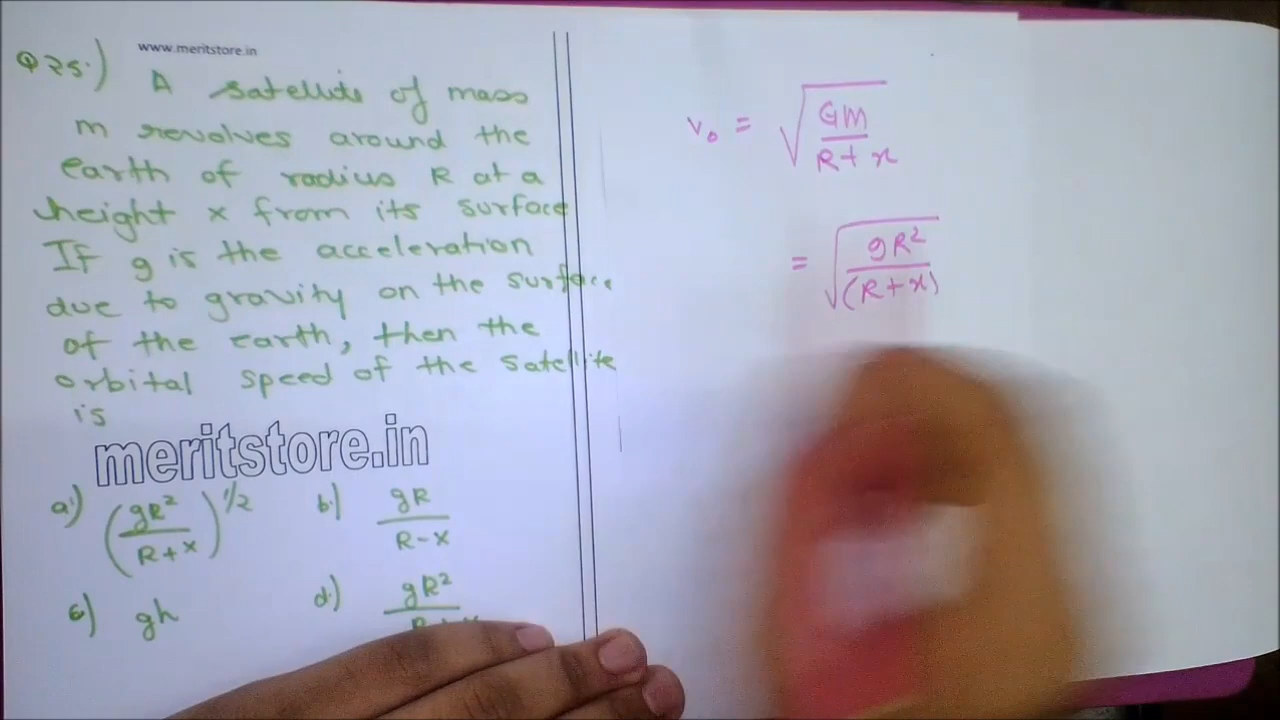 www.meritstore.in
Q 25.) A satellite of mass
m revolves around the
earth of radius R at a
height x from its surface
If g is the acceleration
due to gravity on the surface
of the earth, then the
orbital speed of the satellite
is
meritstore.in
a) (gR²/R+x)^1/2 b) gR/R-x
c) gh d) gR²
v₀ = √(GM/R+x)
= √(gR²/(R+x))